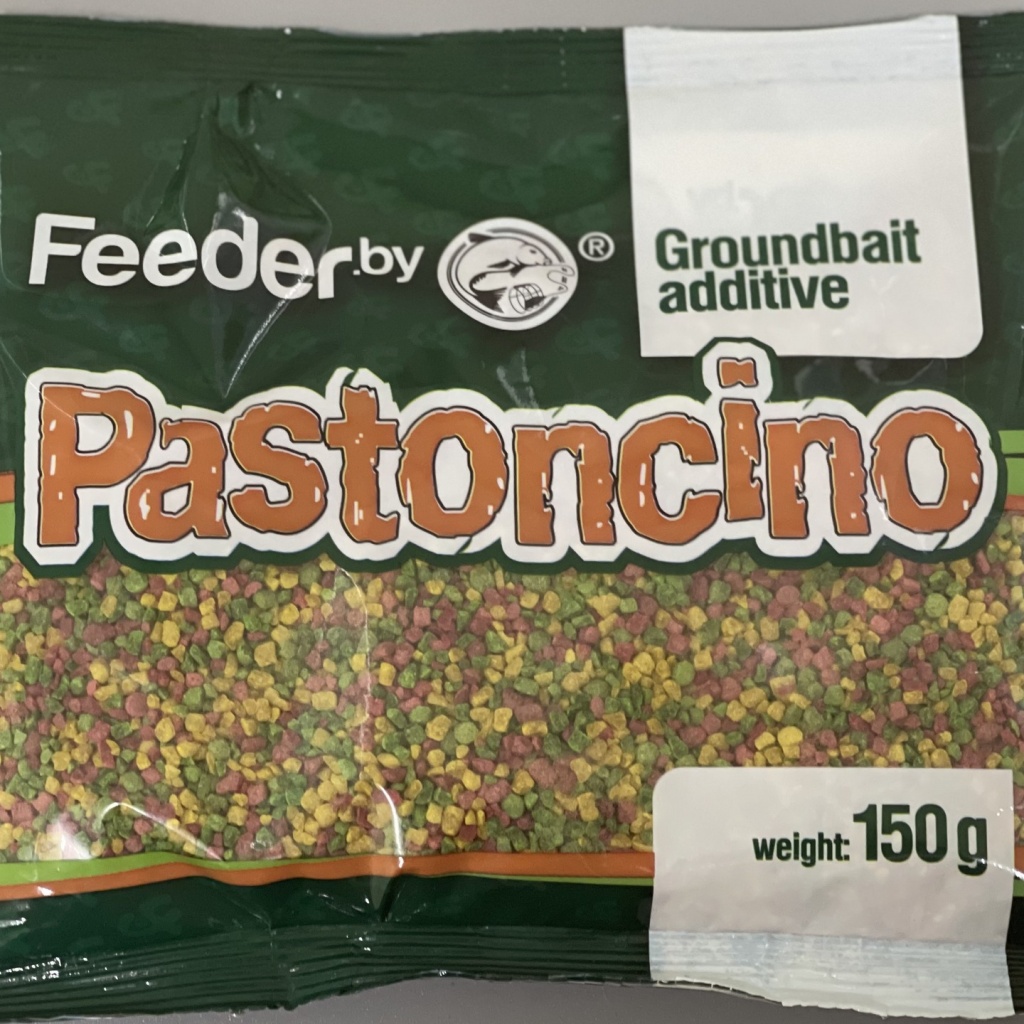 Feeder.by ®
Groundbait
additive
Pastoncino
weight: 150 g